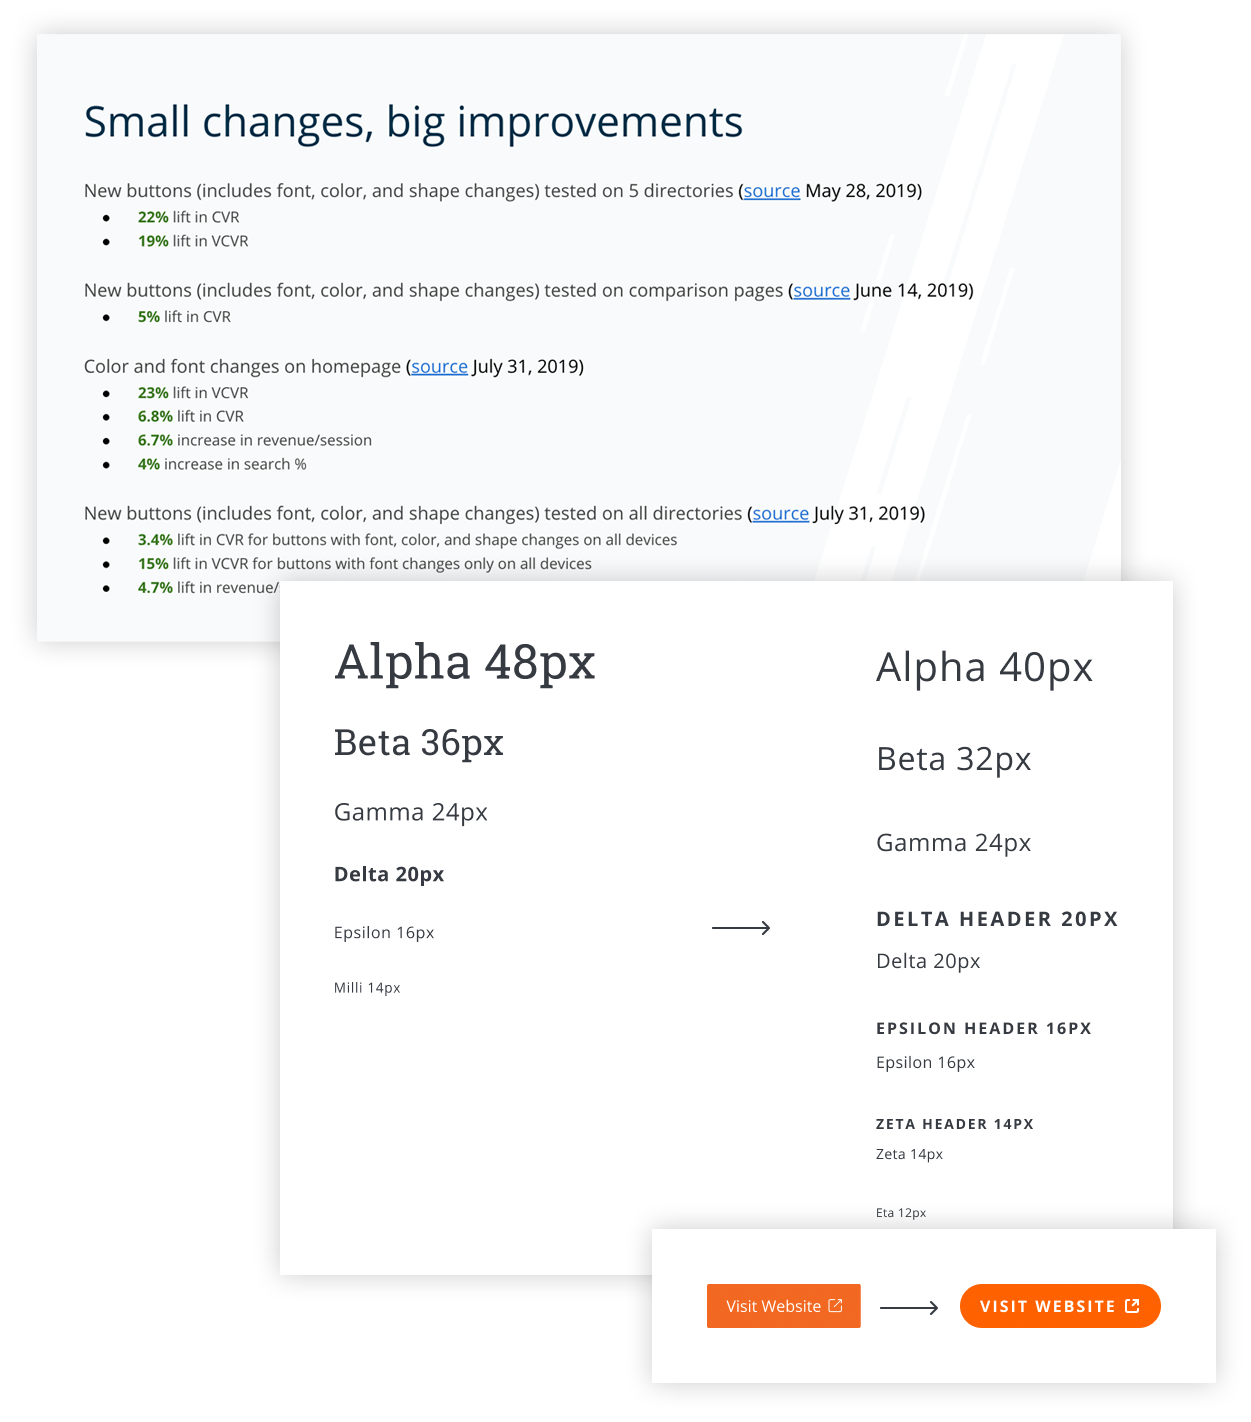 Small changes, big improvements
New buttons (includes font, color, and shape changes) tested on 5 directories (source May 28, 2019)
● 22% lift in CVR
● 19% lift in VCVR
New buttons (includes font, color, and shape changes) tested on comparison pages (source June 14, 2019)
● 5% lift in CVR
Color and font changes on homepage (source July 31, 2019)
● 23% lift in VCVR
● 6.8% lift in CVR
● 6.7% increase in revenue/session
● 4% increase in search %
New buttons (includes font, color, and shape changes) tested on all directories (source July 31, 2019)
● 3.4% lift in CVR for buttons with font, color, and shape changes on all devices
● 15% lift in VCVR for buttons with font changes only on all devices
● 4.7% lift in revenue/
Alpha 48px
Beta 36px
Gamma 24px
Delta 20px
Epsilon 16px
Milli 14px
Alpha 40px
Beta 32px
Gamma 24px
DELTA HEADER 20PX
Delta 20px
EPSILON HEADER 16PX
Epsilon 16px
ZETA HEADER 14PX
Zeta 14px
Eta 12px
Visit Website
VISIT WEBSITE